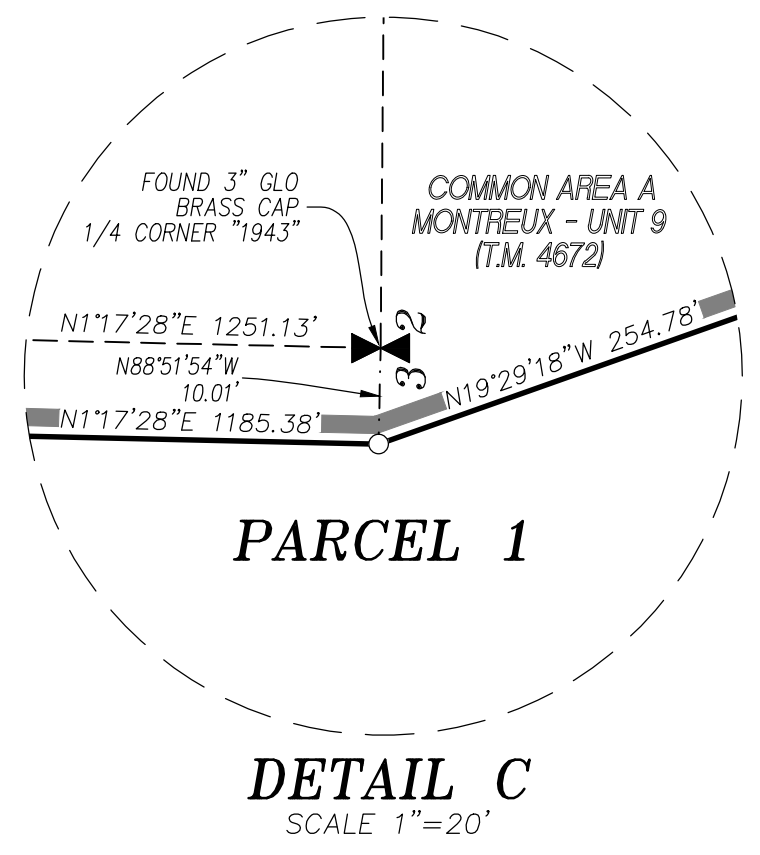 FOUND 3" GLO
BRASS CAP
1/4 CORNER "1943"
COMMON AREA A
MONTREUX - UNIT 9
(T.M. 4672)
N1°17'28"E 1251.13'
2
3
N88°51'54"W
10.01'
N19°29'18"W 254.78'
N1°17'28"E 1185.38'
PARCEL 1
DETAIL C
SCALE 1"=20'